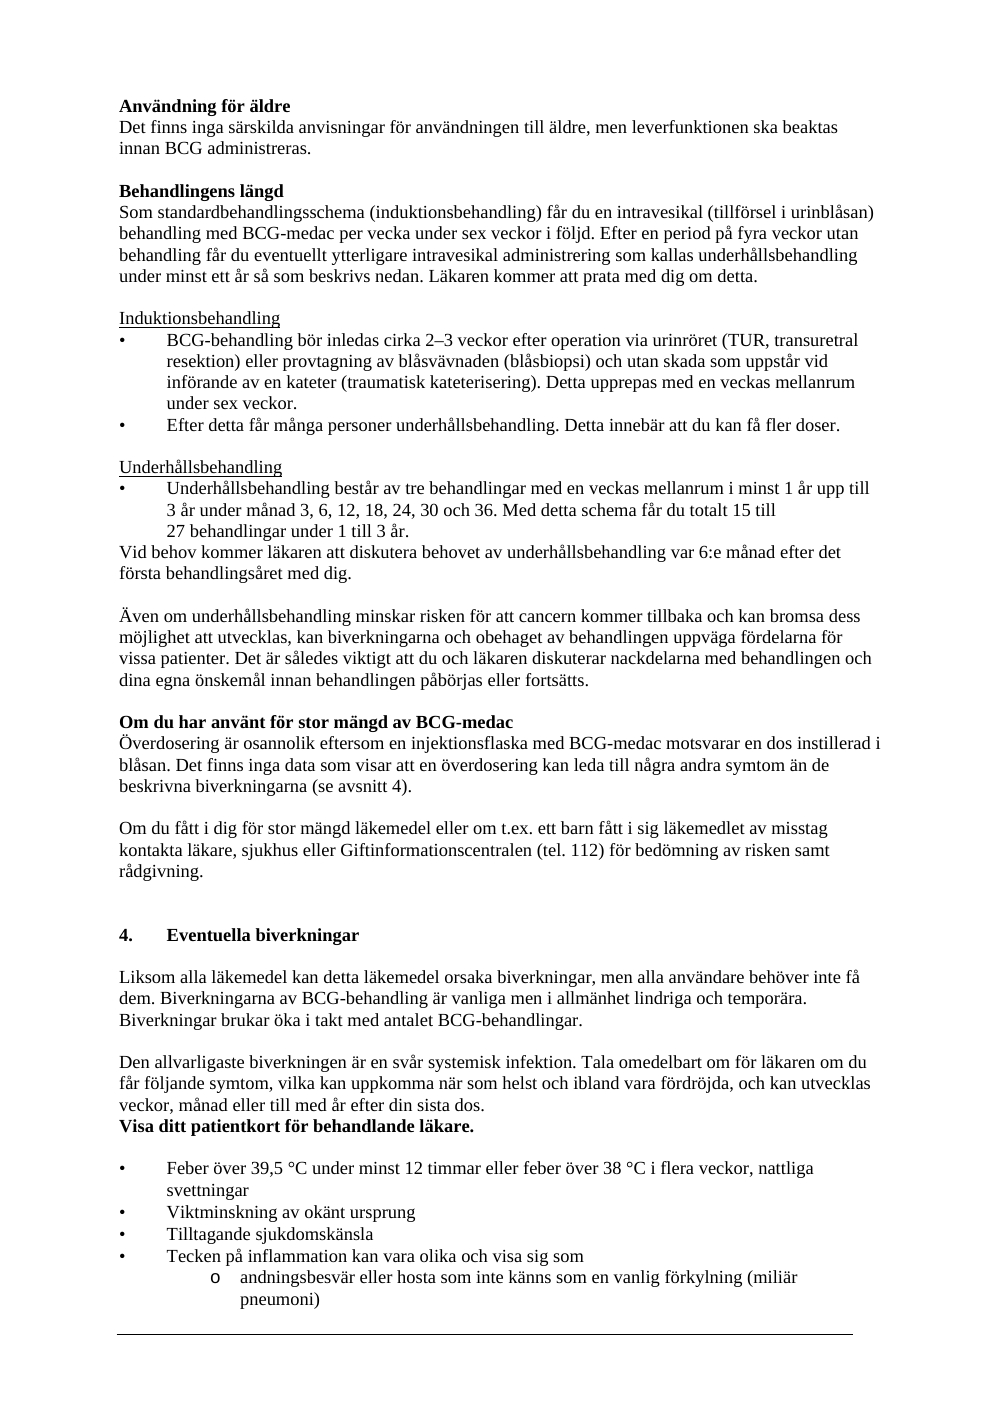 Användning för äldre
Det finns inga särskilda anvisningar för användningen till äldre, men leverfunktionen ska beaktas
innan BCG administreras.
Behandlingens längd
Som standardbehandlingsschema (induktionsbehandling) får du en intravesikal (tillförsel i urinblåsan)
behandling med BCG-medac per vecka under sex veckor i följd. Efter en period på fyra veckor utan
behandling får du eventuellt ytterligare intravesikal administrering som kallas underhållsbehandling
under minst ett år så som beskrivs nedan. Läkaren kommer att prata med dig om detta.
Induktionsbehandling
• BCG-behandling bör inledas cirka 2–3 veckor efter operation via urinröret (TUR, transuretral
resektion) eller provtagning av blåsvävnaden (blåsbiopsi) och utan skada som uppstår vid
införande av en kateter (traumatisk kateterisering). Detta upprepas med en veckas mellanrum
under sex veckor.
• Efter detta får många personer underhållsbehandling. Detta innebär att du kan få fler doser.
Underhållsbehandling
• Underhållsbehandling består av tre behandlingar med en veckas mellanrum i minst 1 år upp till
3 år under månad 3, 6, 12, 18, 24, 30 och 36. Med detta schema får du totalt 15 till
27 behandlingar under 1 till 3 år.
Vid behov kommer läkaren att diskutera behovet av underhållsbehandling var 6:e månad efter det
första behandlingsåret med dig.
Även om underhållsbehandling minskar risken för att cancern kommer tillbaka och kan bromsa dess
möjlighet att utvecklas, kan biverkningarna och obehaget av behandlingen uppväga fördelarna för
vissa patienter. Det är således viktigt att du och läkaren diskuterar nackdelarna med behandlingen och
dina egna önskemål innan behandlingen påbörjas eller fortsätts.
Om du har använt för stor mängd av BCG-medac
Överdosering är osannolik eftersom en injektionsflaska med BCG-medac motsvarar en dos instillerad i
blåsan. Det finns inga data som visar att en överdosering kan leda till några andra symtom än de
beskrivna biverkningarna (se avsnitt 4).
Om du fått i dig för stor mängd läkemedel eller om t.ex. ett barn fått i sig läkemedlet av misstag
kontakta läkare, sjukhus eller Giftinformationscentralen (tel. 112) för bedömning av risken samt
rådgivning.
4. Eventuella biverkningar
Liksom alla läkemedel kan detta läkemedel orsaka biverkningar, men alla användare behöver inte få
dem. Biverkningarna av BCG-behandling är vanliga men i allmänhet lindriga och temporära.
Biverkningar brukar öka i takt med antalet BCG-behandlingar.
Den allvarligaste biverkningen är en svår systemisk infektion. Tala omedelbart om för läkaren om du
får följande symtom, vilka kan uppkomma när som helst och ibland vara fördröjda, och kan utvecklas
veckor, månad eller till med år efter din sista dos.
Visa ditt patientkort för behandlande läkare.
• Feber över 39,5 °C under minst 12 timmar eller feber över 38 °C i flera veckor, nattliga
svettningar
• Viktminskning av okänt ursprung
• Tilltagande sjukdomskänsla
• Tecken på inflammation kan vara olika och visa sig som
o andningsbesvär eller hosta som inte känns som en vanlig förkylning (miliär
pneumoni)